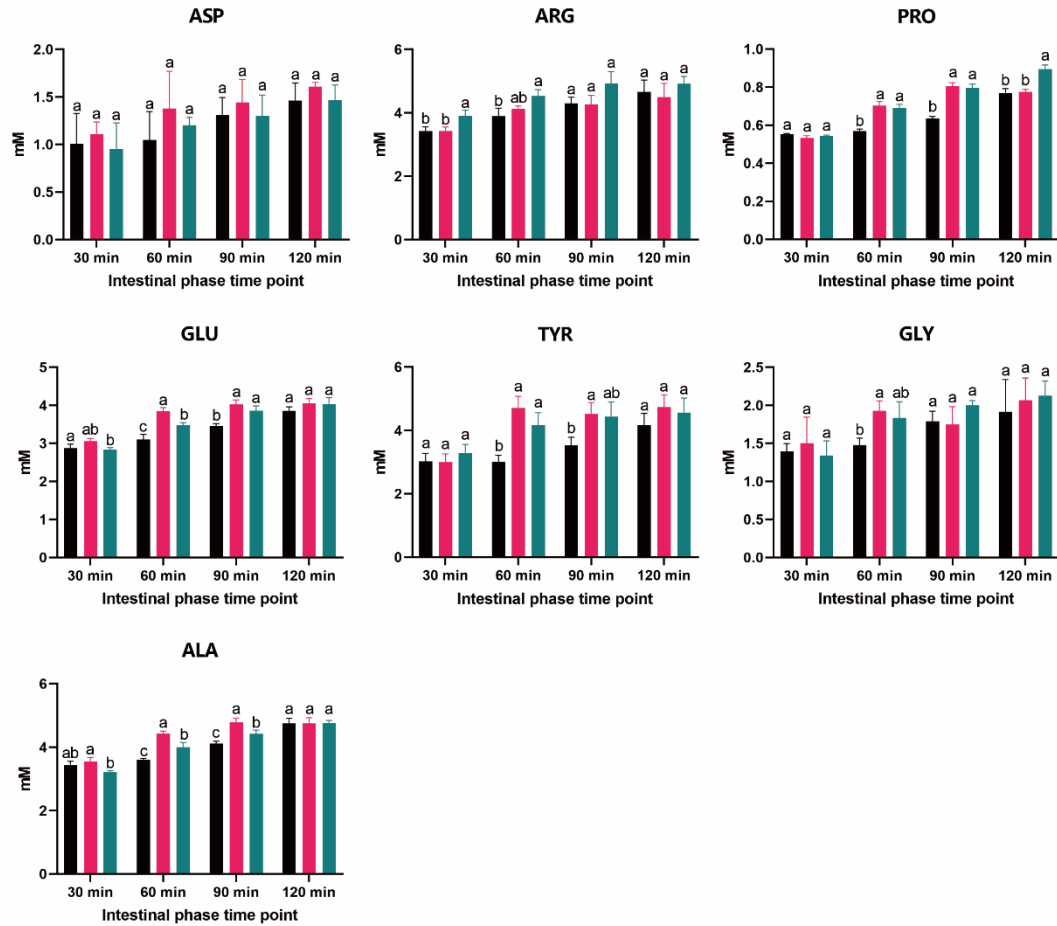 ASP
2.0
1.5
1.0
0.5
0.0
mM
a a a a a a a a a a a a
30 min 60 min 90 min 120 min
Intestinal phase time point
ARG
6
4
2
0
mM
b b a b ab a a a a a a a
30 min 60 min 90 min 120 min
Intestinal phase time point
PRO
1.0
0.8
0.6
0.4
0.2
0.0
mM
a a a b a a b a a b b a
30 min 60 min 90 min 120 min
Intestinal phase time point
GLU
5
4
3
2
1
0
mM
a ab b c a b b a a a a a
30 min 60 min 90 min 120 min
Intestinal phase time point
TYR
6
4
2
0
mM
a a a b a a b a ab a a a
30 min 60 min 90 min 120 min
Intestinal phase time point
GLY
2.5
2.0
1.5
1.0
0.5
0.0
mM
a a a b a ab a a a a a a
30 min 60 min 90 min 120 min
Intestinal phase time point
ALA
6
4
2
0
mM
ab a b c a b c a b a a a
30 min 60 min 90 min 120 min
Intestinal phase time point